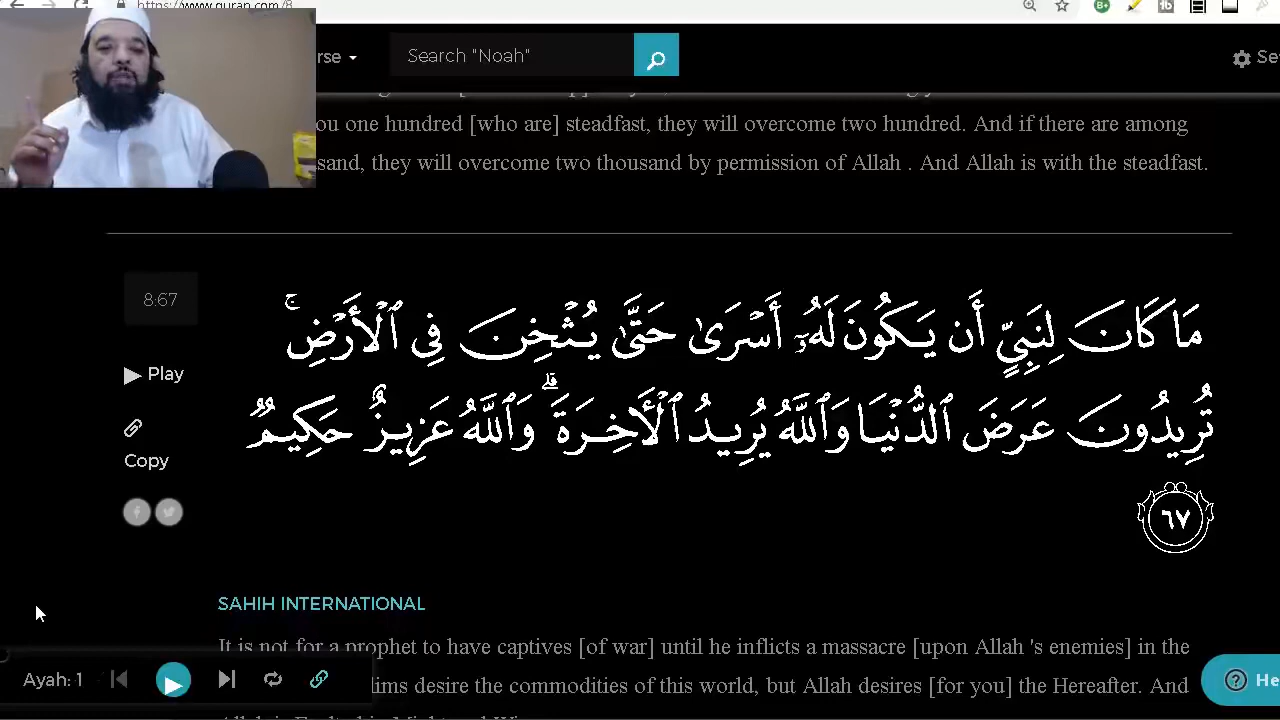 https://www.quran.com/8
rse
Search "Noah"
ou one hundred [who are] steadfast, they will overcome two hundred. And if there are among
sand, they will overcome two thousand by permission of Allah . And Allah is with the steadfast.
8:67
مَا كَانَ لِنَبِيٍّ أَن يَكُونَ لَهُۥٓ أَسْرَىٰ حَتَّىٰ يُثْخِنَ فِى ٱلْأَرْضِ ۚ
تُرِيدُونَ عَرَضَ ٱلدُّنْيَا وَٱللَّهُ يُرِيدُ ٱلْأَخِرَةَ ۗ وَٱللَّهُ عَزِيزٌ حَكِيمٌ
٦٧
Play
Copy
SAHIH INTERNATIONAL
It is not for a prophet to have captives [of war] until he inflicts a massacre [upon Allah 's enemies] in the
lims desire the commodities of this world, but Allah desires [for you] the Hereafter. And
Ayah: 1
He